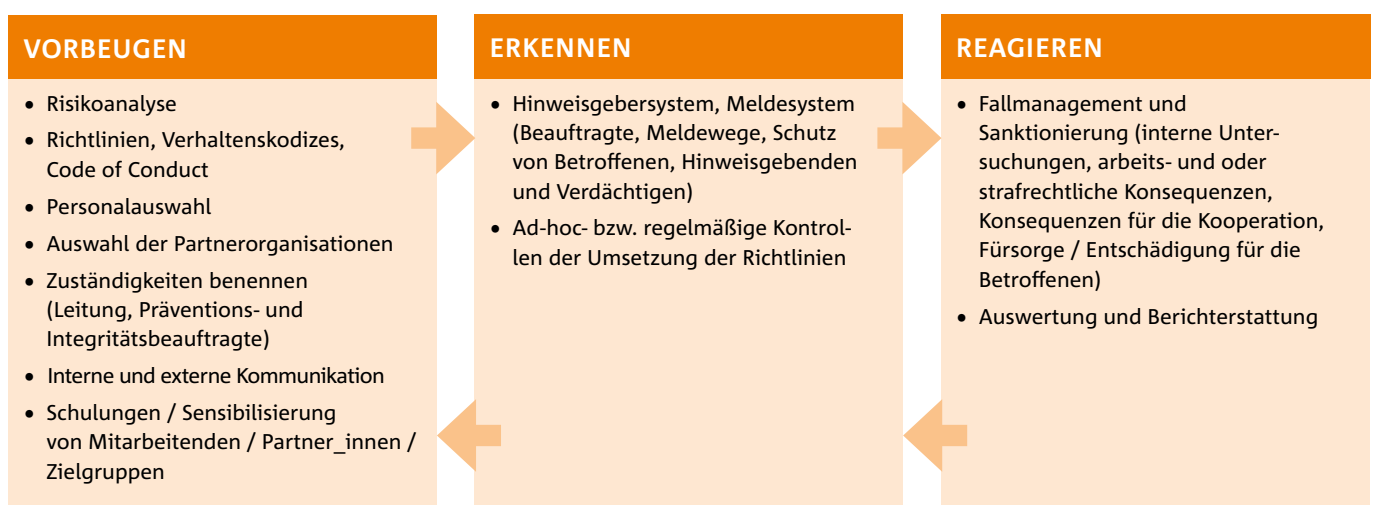 VORBEUGEN
• Risikoanalyse
• Richtlinien, Verhaltenskodizes,
Code of Conduct
• Personalauswahl
• Auswahl der Partnerorganisationen
• Zuständigkeiten benennen
(Leitung, Präventions- und
Integritätsbeauftragte)
• Interne und externe Kommunikation
• Schulungen / Sensibilisierung
von Mitarbeitenden / Partner_innen /
Zielgruppen
ERKENNEN
• Hinweisgebersystem, Meldesystem
(Beauftragte, Meldewege, Schutz
von Betroffenen, Hinweisgebenden
und Verdächtigen)
• Ad-hoc- bzw. regelmäßige Kontrol-
len der Umsetzung der Richtlinien
REAGIEREN
• Fallmanagement und
Sanktionierung (interne Unter-
suchungen, arbeits- und oder
strafrechtliche Konsequenzen,
Konsequenzen für die Kooperation,
Fürsorge / Entschädigung für die
Betroffenen)
• Auswertung und Berichterstattung